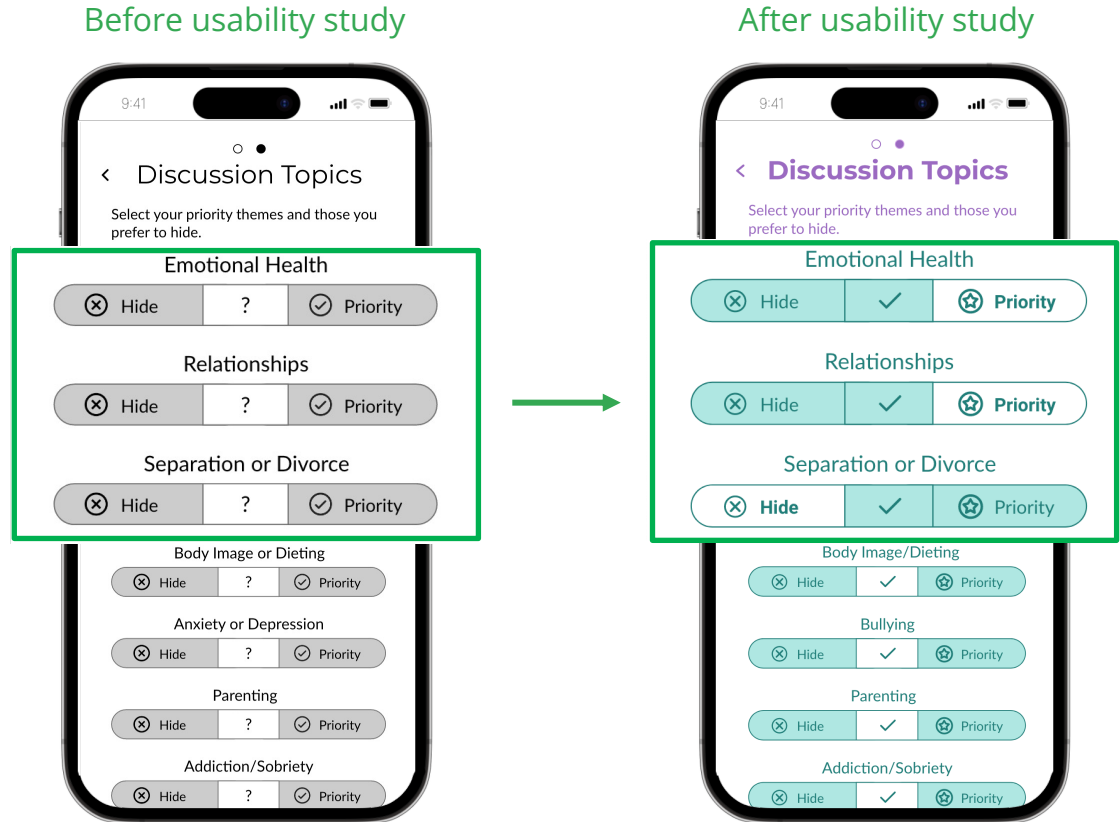 Before usability study
9:41
Discussion Topics
Select your priority themes and those you
prefer to hide.
Emotional Health
Hide ? Priority
Relationships
Hide ? Priority
Separation or Divorce
Hide ? Priority
Body Image or Dieting
Hide ? Priority
Anxiety or Depression
Hide ? Priority
Parenting
Hide ? Priority
Addiction/Sobriety
Hide ? Priority
After usability study
9:41
Discussion Topics
Select your priority themes and those you
prefer to hide.
Emotional Health
Hide Priority
Relationships
Hide Priority
Separation or Divorce
Hide Priority
Body Image/Dieting
Hide Priority
Bullying
Hide Priority
Parenting
Hide Priority
Addiction/Sobriety
Hide Priority